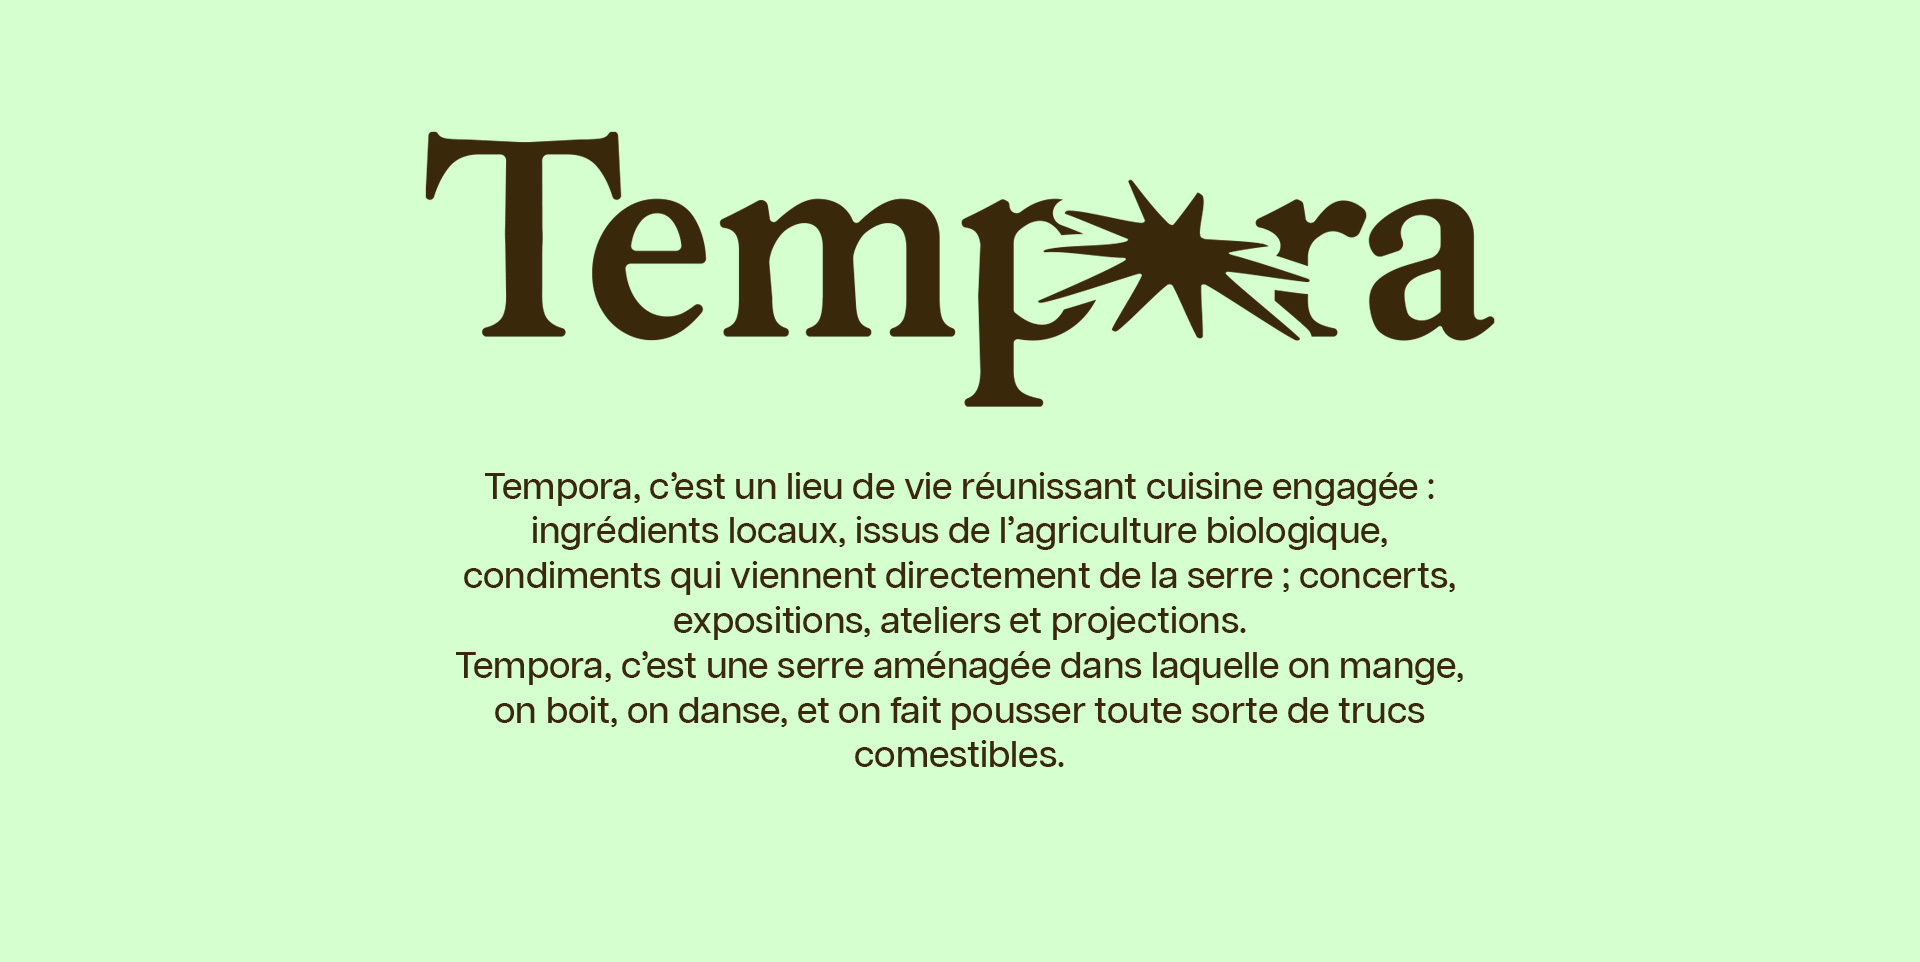 Tempora
Tempora, c’est un lieu de vie réunissant cuisine engagée :
ingrédients locaux, issus de l’agriculture biologique,
condiments qui viennent directement de la serre ; concerts,
expositions, ateliers et projections.
Tempora, c’est une serre aménagée dans laquelle on mange,
on boit, on danse, et on fait pousser toute sorte de trucs
comestibles.